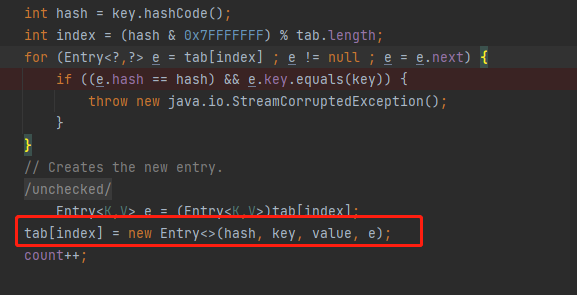 int hash = key.hashCode();
int index = (hash & 0x7FFFFFFF) % tab.length;
for (Entry<?,?> e = tab[index] ; e != null ; e = e.next) {
if ((e.hash == hash) && e.key.equals(key)) {
throw new java.io.StreamCorruptedException();
}
}
// Creates the new entry.
/unchecked/
Entry<K,V> e = (Entry<K,V>)tab[index];
tab[index] = new Entry<>(hash, key, value, e);
count++;